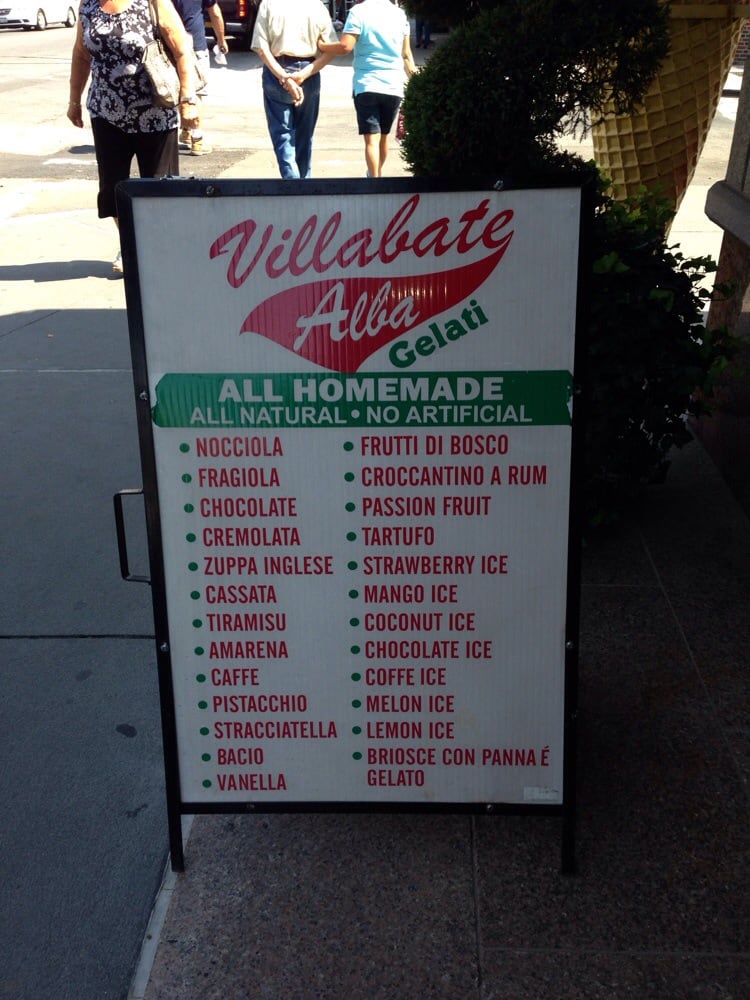 Villabate
Alba
Gelati
ALL HOMEMADE
ALL NATURAL • NO ARTIFICIAL
• NOCCIOLA
• FRAGIOLA
• CHOCOLATE
• CREMOLATA
• ZUPPA INGLESE
• CASSATA
• TIRAMISU
• AMARENA
• CAFFE
• PISTACCHIO
• STRACCIATELLA
• BACIO
• VANELLA
• FRUTTI DI BOSCO
• CROCCANTINO A RUM
• PASSION FRUIT
• TARTUFO
• STRAWBERRY ICE
• MANGO ICE
• COCONUT ICE
• CHOCOLATE ICE
• COFFE ICE
• MELON ICE
• LEMON ICE
• BRIOSCE CON PANNA É
GELATO